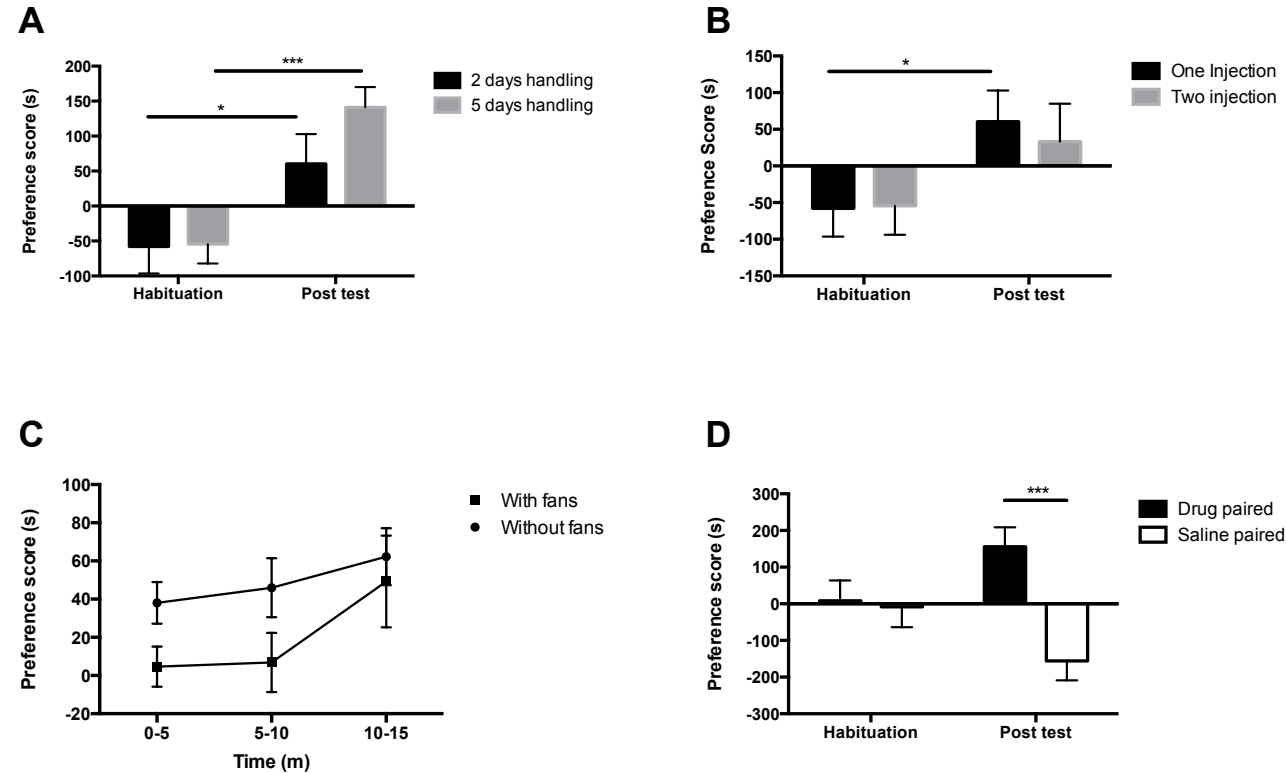 A
Preference score (s)
200
150
100
50
0
-50
-100
***
*
Habituation
Post test
2 days handling
5 days handling
B
Preference Score (s)
150
100
50
0
-50
-100
-150
*
Habituation
Post test
One Injection
Two injection
C
Preference score (s)
100
80
60
40
20
0
-20
0-5
5-10
10-15
Time (m)
With fans
Without fans
D
Preference score (s)
300
200
100
0
-100
-200
-300
***
Habituation
Post test
Drug paired
Saline paired